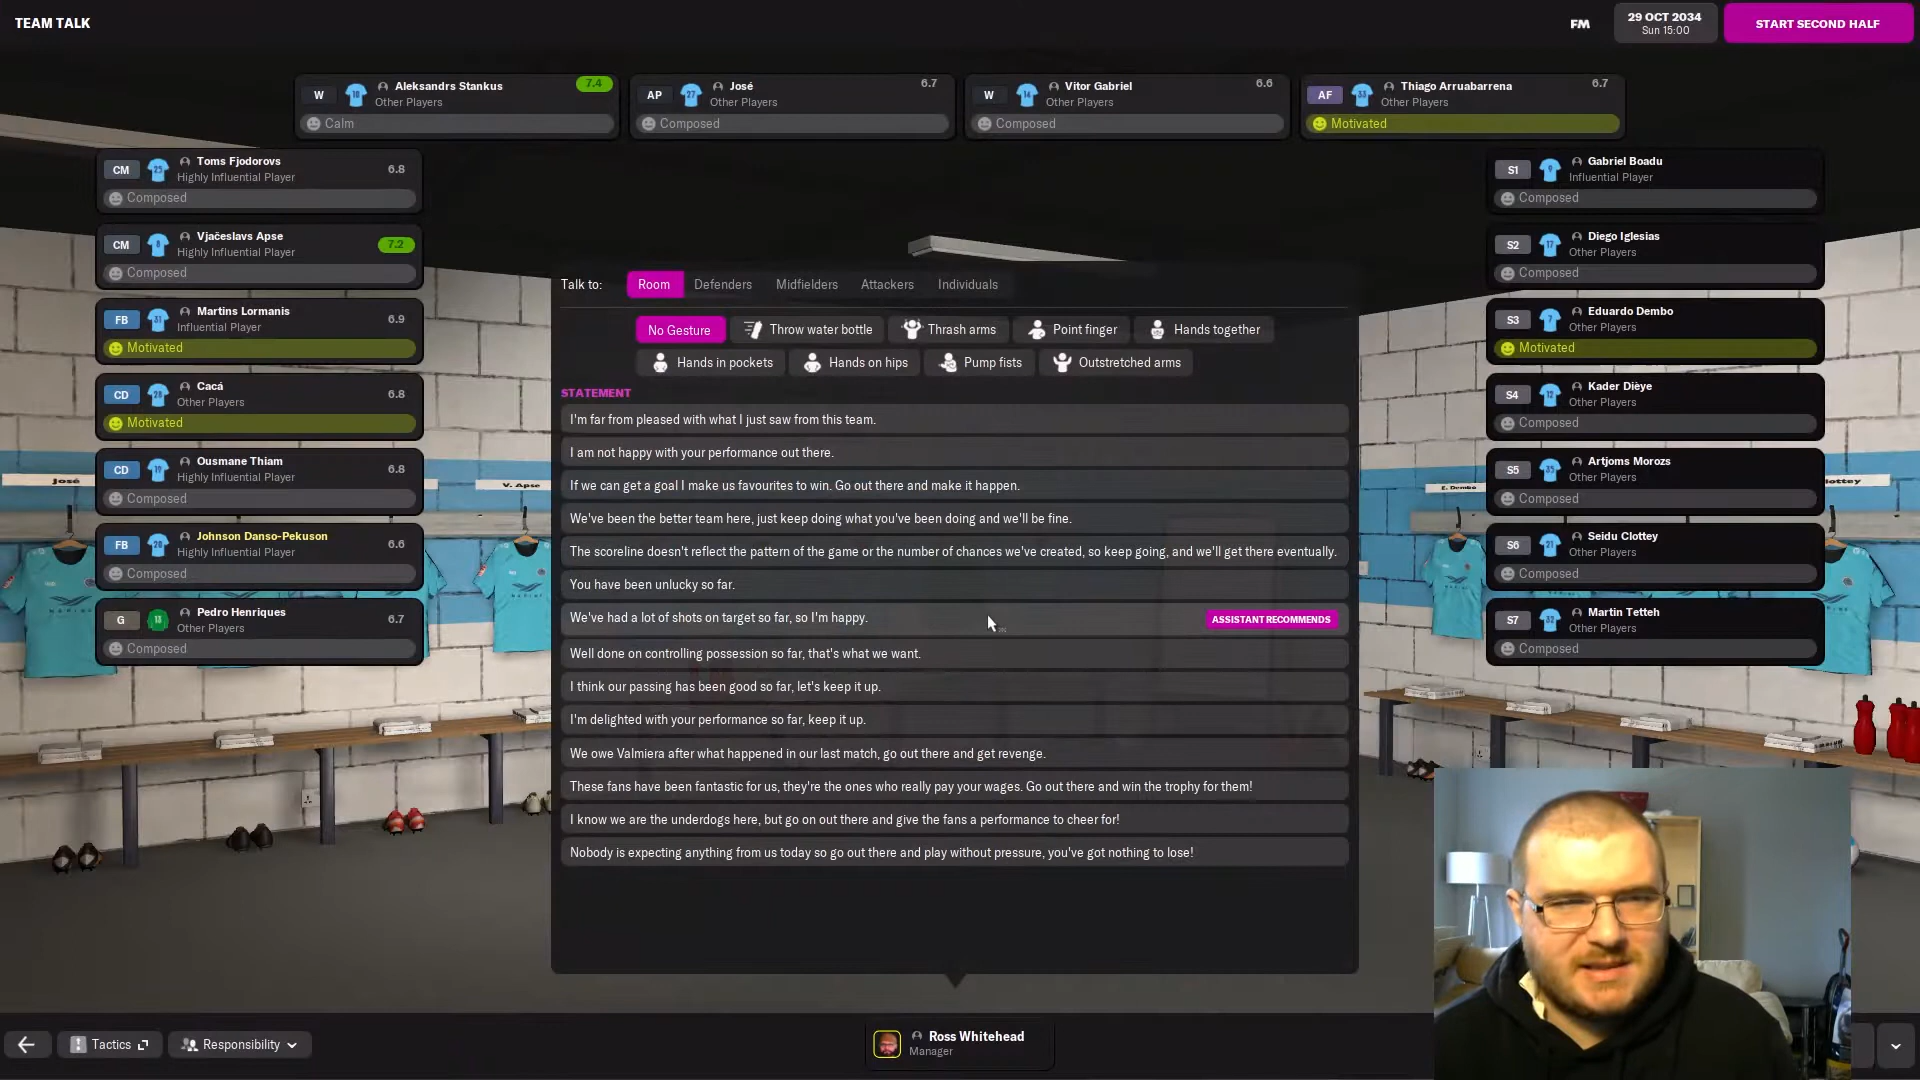 TEAM TALK
FM
29 OCT 2034
Sun 15:00
START SECOND HALF
W
Aleksandrs Stankus
Other Players
7.4
Calm
AP
José
Other Players
6.7
Composed
W
Vítor Gabriel
Other Players
6.6
Composed
AF
Thiago Arruabarrena
Other Players
6.7
Motivated
CM
Toms Fjodorovs
Highly Influential Player
6.8
Composed
CM
Vjačeslavs Apse
Highly Influential Player
7.2
Composed
FB
Martins Lormanis
Influential Player
6.9
Motivated
CD
Cacá
Other Players
6.8
Motivated
CD
Ousmane Thiam
Highly Influential Player
6.8
Composed
FB
Johnson Danso-Pekuson
Highly Influential Player
6.6
Composed
G
Pedro Henriques
Other Players
6.7
Composed
José
V. Apse
Talk to:
Room
Defenders
Midfielders
Attackers
Individuals
No Gesture
Throw water bottle
Thrash arms
Point finger
Hands together
Hands in pockets
Hands on hips
Pump fists
Outstretched arms
STATEMENT
I'm far from pleased with what I just saw from this team.
I am not happy with your performance out there.
If we can get a goal I make us favourites to win. Go out there and make it happen.
We've been the better team here, just keep doing what you've been doing and we'll be fine.
The scoreline doesn't reflect the pattern of the game or the number of chances we've created, so keep going, and we'll get there eventually.
You have been unlucky so far.
We've had a lot of shots on target so far, so I'm happy.
ASSISTANT RECOMMENDS
Well done on controlling possession so far, that's what we want.
I think our passing has been good so far, let's keep it up.
I'm delighted with your performance so far, keep it up.
We owe Valmiera after what happened in our last match, go out there and get revenge.
These fans have been fantastic for us, they're the ones who really pay your wages. Go out there and win the trophy for them!
I know we are the underdogs here, but go on out there and give the fans a performance to cheer for!
Nobody is expecting anything from us today so go out there and play without pressure, you've got nothing to lose!
S1
Gabriel Boadu
Influential Player
Composed
S2
Diego Iglesias
Other Players
Composed
S3
Eduardo Dembo
Other Players
Motivated
S4
Kader Dièye
Other Players
Composed
S5
Artjoms Morozs
Other Players
Composed
S6
Seidu Clottey
Other Players
Composed
S7
Martin Tetteh
Other Players
Composed
E. Dembo
lottey
Tactics
Responsibility
Ross Whitehead
Manager